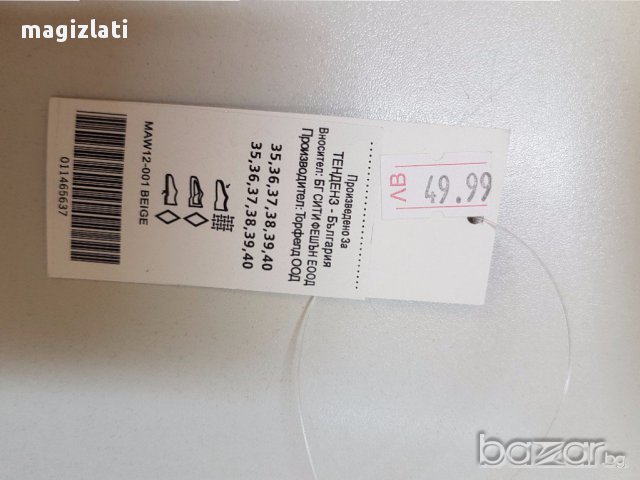 magizlati
ЛВ
49.99
Произведено За
ТЕНДЕНЗ - България
Вносител: БГ СИТИ ФЕШЪН ЕООД
Производител: Торфелд ООД
35,36,37,38,39,40
35,36,37,38,39,40
MAW12-001 BEIGE
011465637
bazar.bg